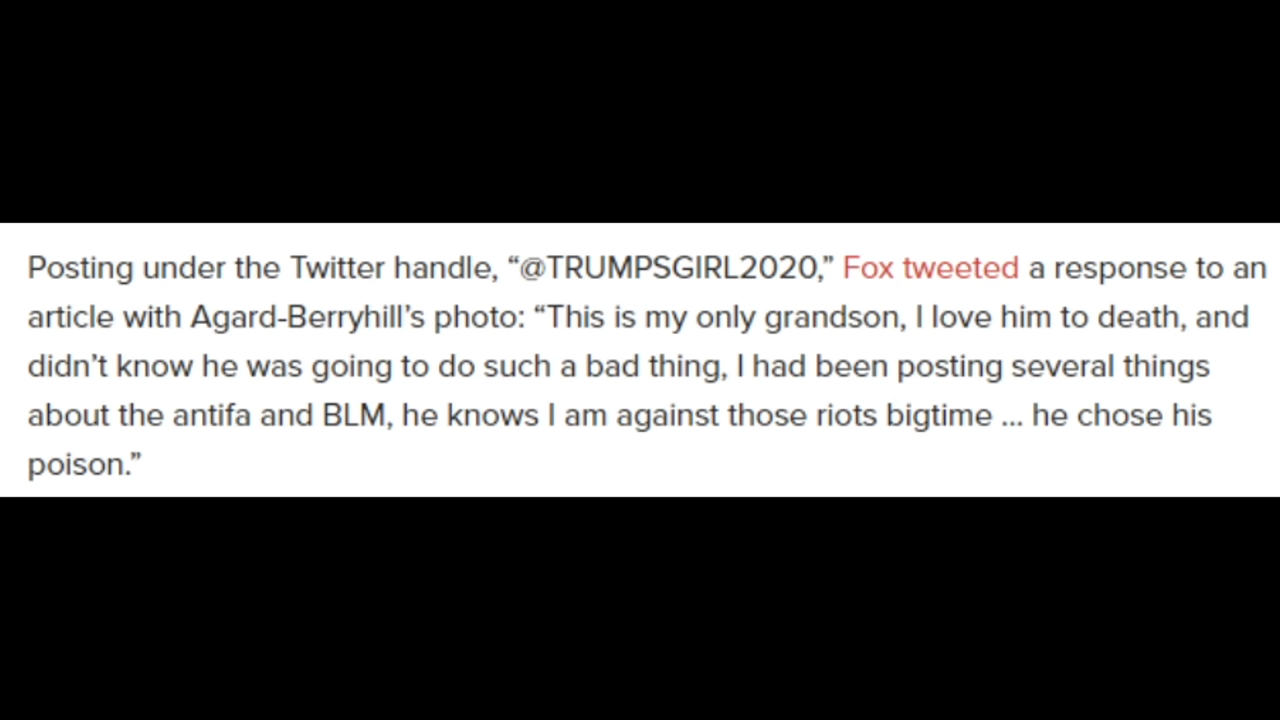 Posting under the Twitter handle, “@TRUMPSGIRL2020,” Fox tweeted a response to an
article with Agard-Berryhill’s photo: “This is my only grandson, I love him to death, and
didn’t know he was going to do such a bad thing, I had been posting several things
about the antifa and BLM, he knows I am against those riots bigtime ... he chose his
poison.”